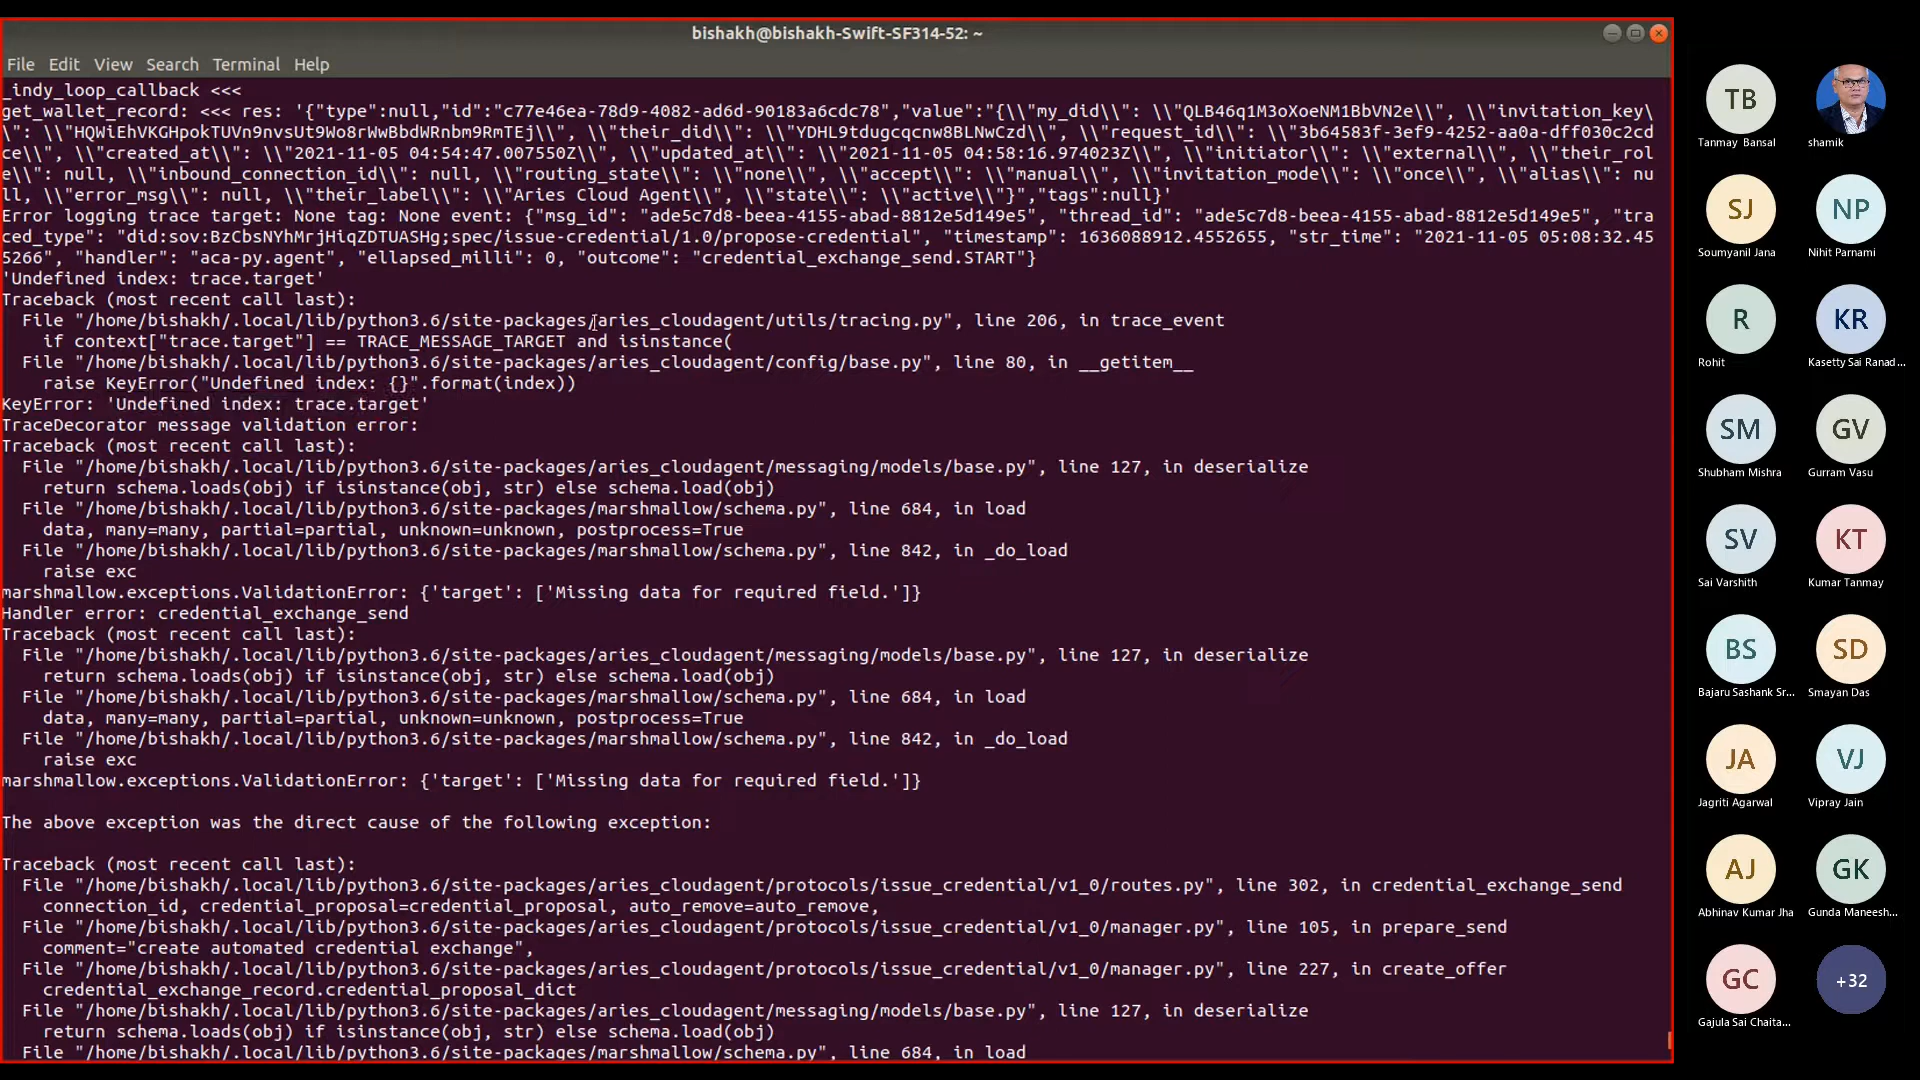 bishakh@bishakh-Swift-SF314-52: ~
File Edit View Search Terminal Help
_indy_loop_callback <<<
get_wallet_record: <<< res: '{"type":null,"id":"c77e46ea-78d9-4082-ad6d-90183a6cdc78","value":"{\\"my_did\\": \\"QLB46q1M3oXoeNM1BbVN2e\\", \\"invitation_key\
\": \\"HQWiEhVKGHpokTUVn9nvsUt9Wo8rWwBbdWRnbm9RmTEj\\", \\"their_did\\": \\"YDHL9tdugcqcnw8BLNwCzd\\", \\"request_id\\": \\"3b64583f-3ef9-4252-aa0a-dff030c2cd
ce\\", \\"created_at\\": \\"2021-11-05 04:54:47.007550Z\\", \\"updated_at\\": \\"2021-11-05 04:58:16.974023Z\\", \\"initiator\\": \\"external\\", \\"their_rol
e\\": null, \\"inbound_connection_id\\": null, \\"routing_state\\": \\"none\\", \\"accept\\": \\"manual\\", \\"invitation_mode\\": \\"once\\", \\"alias\\": nu
ll, \\"error_msg\\": null, \\"their_label\\": \\"Aries Cloud Agent\\", \\"state\\": \\"active\\"}","tags":null}'
Error logging trace target: None tag: None event: {"msg_id": "ade5c7d8-beea-4155-abad-8812e5d149e5", "thread_id": "ade5c7d8-beea-4155-abad-8812e5d149e5", "tra
ced_type": "did:sov:BzCbsNYhMrjHiqZDTUASHg;spec/issue-credential/1.0/propose-credential", "timestamp": 1636088912.4552655, "str_time": "2021-11-05 05:08:32.45
5266", "handler": "aca-py.agent", "ellapsed_milli": 0, "outcome": "credential_exchange_send.START"}
'Undefined index: trace.target'
Traceback (most recent call last):
  File "/home/bishakh/.local/lib/python3.6/site-packages/aries_cloudagent/utils/tracing.py", line 206, in trace_event
    if context["trace.target"] == TRACE_MESSAGE_TARGET and isinstance(
  File "/home/bishakh/.local/lib/python3.6/site-packages/aries_cloudagent/config/base.py", line 80, in __getitem__
    raise KeyError("Undefined index: {}".format(index))
KeyError: 'Undefined index: trace.target'
TraceDecorator message validation error:
Traceback (most recent call last):
  File "/home/bishakh/.local/lib/python3.6/site-packages/aries_cloudagent/messaging/models/base.py", line 127, in deserialize
    return schema.loads(obj) if isinstance(obj, str) else schema.load(obj)
  File "/home/bishakh/.local/lib/python3.6/site-packages/marshmallow/schema.py", line 684, in load
    data, many=many, partial=partial, unknown=unknown, postprocess=True
  File "/home/bishakh/.local/lib/python3.6/site-packages/marshmallow/schema.py", line 842, in _do_load
    raise exc
marshmallow.exceptions.ValidationError: {'target': ['Missing data for required field.']}
Handler error: credential_exchange_send
Traceback (most recent call last):
  File "/home/bishakh/.local/lib/python3.6/site-packages/aries_cloudagent/messaging/models/base.py", line 127, in deserialize
    return schema.loads(obj) if isinstance(obj, str) else schema.load(obj)
  File "/home/bishakh/.local/lib/python3.6/site-packages/marshmallow/schema.py", line 684, in load
    data, many=many, partial=partial, unknown=unknown, postprocess=True
  File "/home/bishakh/.local/lib/python3.6/site-packages/marshmallow/schema.py", line 842, in _do_load
    raise exc
marshmallow.exceptions.ValidationError: {'target': ['Missing data for required field.']}
The above exception was the direct cause of the following exception:
Traceback (most recent call last):
  File "/home/bishakh/.local/lib/python3.6/site-packages/aries_cloudagent/protocols/issue_credential/v1_0/routes.py", line 302, in credential_exchange_send
    connection_id, credential_proposal=credential_proposal, auto_remove=auto_remove,
  File "/home/bishakh/.local/lib/python3.6/site-packages/aries_cloudagent/protocols/issue_credential/v1_0/manager.py", line 105, in prepare_send
    comment="create automated credential exchange",
  File "/home/bishakh/.local/lib/python3.6/site-packages/aries_cloudagent/protocols/issue_credential/v1_0/manager.py", line 227, in create_offer
    credential_exchange_record.credential_proposal_dict
  File "/home/bishakh/.local/lib/python3.6/site-packages/aries_cloudagent/messaging/models/base.py", line 127, in deserialize
    return schema.loads(obj) if isinstance(obj, str) else schema.load(obj)
  File "/home/bishakh/.local/lib/python3.6/site-packages/marshmallow/schema.py", line 684, in load
TB
Tanmay Bansal
shamik
SJ
Soumyanil Jana
NP
Nihit Parnami
R
Rohit
KR
Kasetty Sai Ranad...
SM
Shubham Mishra
GV
Gurram Vasu
SV
Sai Varshith
KT
Kumar Tanmay
BS
Bajaru Sashank Sr...
SD
Smayan Das
JA
Jagriti Agarwal
VJ
Vipray Jain
AJ
Abhinav Kumar Jha
GK
Gunda Maneesh...
GC
Gajula Sai Chaita...
+32